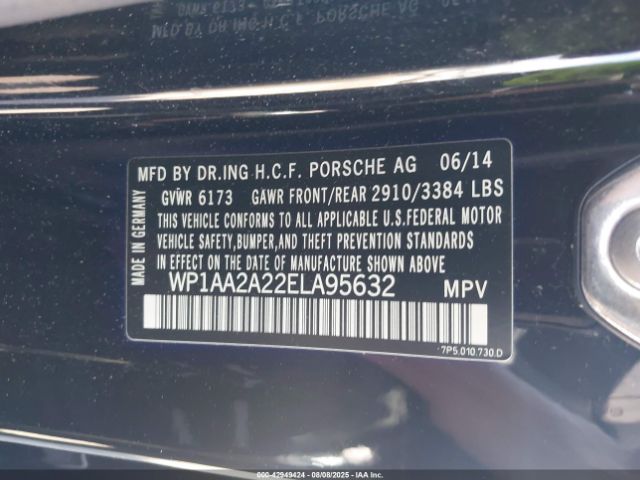 MFD BY DR.ING H.C.F. PORSCHE AG 06/14
GVWR 6173 GAWR FRONT/REAR 2910/3384 LBS
THIS VEHICLE CONFORMS TO ALL APPLICABLE U.S.FEDERAL MOTOR
VEHICLE SAFETY,BUMPER,AND THEFT PREVENTION STANDARDS
IN EFFECT ON THE DATE OF MANUFACTURE SHOWN ABOVE
WP1AA2A22ELA95632 MPV
7P5.010.730.D
MADE IN GERMANY
000-42949424 - 08/08/2025 - IAAI, Inc.